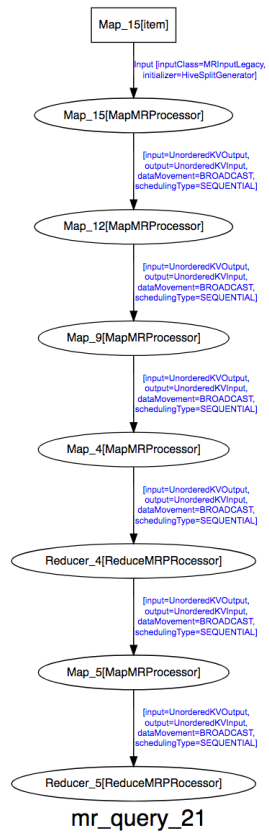 Map_15[item]
Input [inputClass=MRInputLegacy,
initializer=HiveSplitGenerator]
Map_15[MapMRProcessor]
[input=UnorderedKVOutput,
output=UnorderedKVInput,
dataMovement=BROADCAST,
schedulingType=SEQUENTIAL]
Map_12[MapMRProcessor]
[input=UnorderedKVOutput,
output=UnorderedKVInput,
dataMovement=BROADCAST,
schedulingType=SEQUENTIAL]
Map_9[MapMRProcessor]
[input=UnorderedKVOutput,
output=UnorderedKVInput,
dataMovement=BROADCAST,
schedulingType=SEQUENTIAL]
Map_4[MapMRProcessor]
[input=UnorderedKVOutput,
output=UnorderedKVInput,
dataMovement=BROADCAST,
schedulingType=SEQUENTIAL]
Reducer_4[ReduceMRPProcessor]
[input=UnorderedKVOutput,
output=UnorderedKVInput,
dataMovement=BROADCAST,
schedulingType=SEQUENTIAL]
Map_5[MapMRProcessor]
[input=UnorderedKVOutput,
output=UnorderedKVInput,
dataMovement=BROADCAST,
schedulingType=SEQUENTIAL]
Reducer_5[ReduceMRPProcessor]
mr_query_21